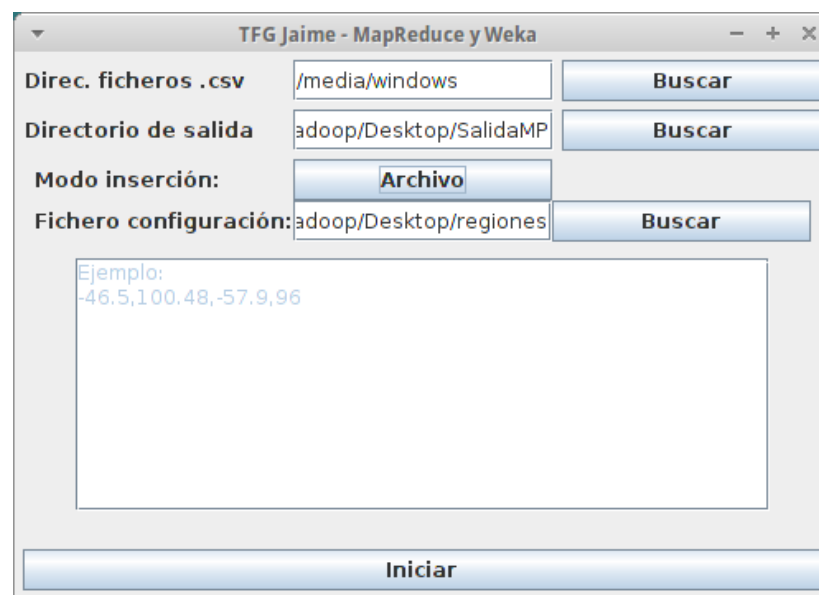 TFG Jaime - MapReduce y Weka
Direc. ficheros .csv /media/windows Buscar
Directorio de salida adoop/Desktop/SalidaMP Buscar
Modo inserción: Archivo
Fichero configuración: adoop/Desktop/regiones Buscar
Ejemplo:
-46.5,100.48,-57.9,96
Iniciar